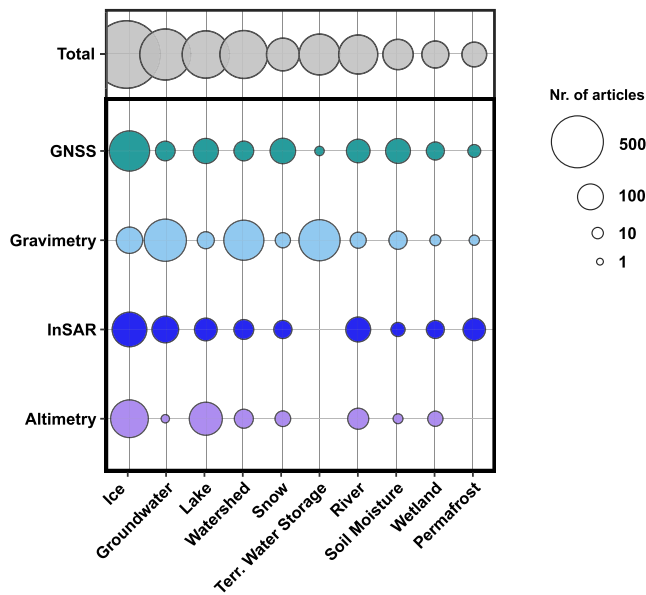 Total
GNSS
Gravimetry
InSAR
Altimetry
Ice
Groundwater
Lake
Watershed
Snow
Terr. Water Storage
River
Soil Moisture
Wetland
Permafrost
Nr. of articles
500
100
10
1